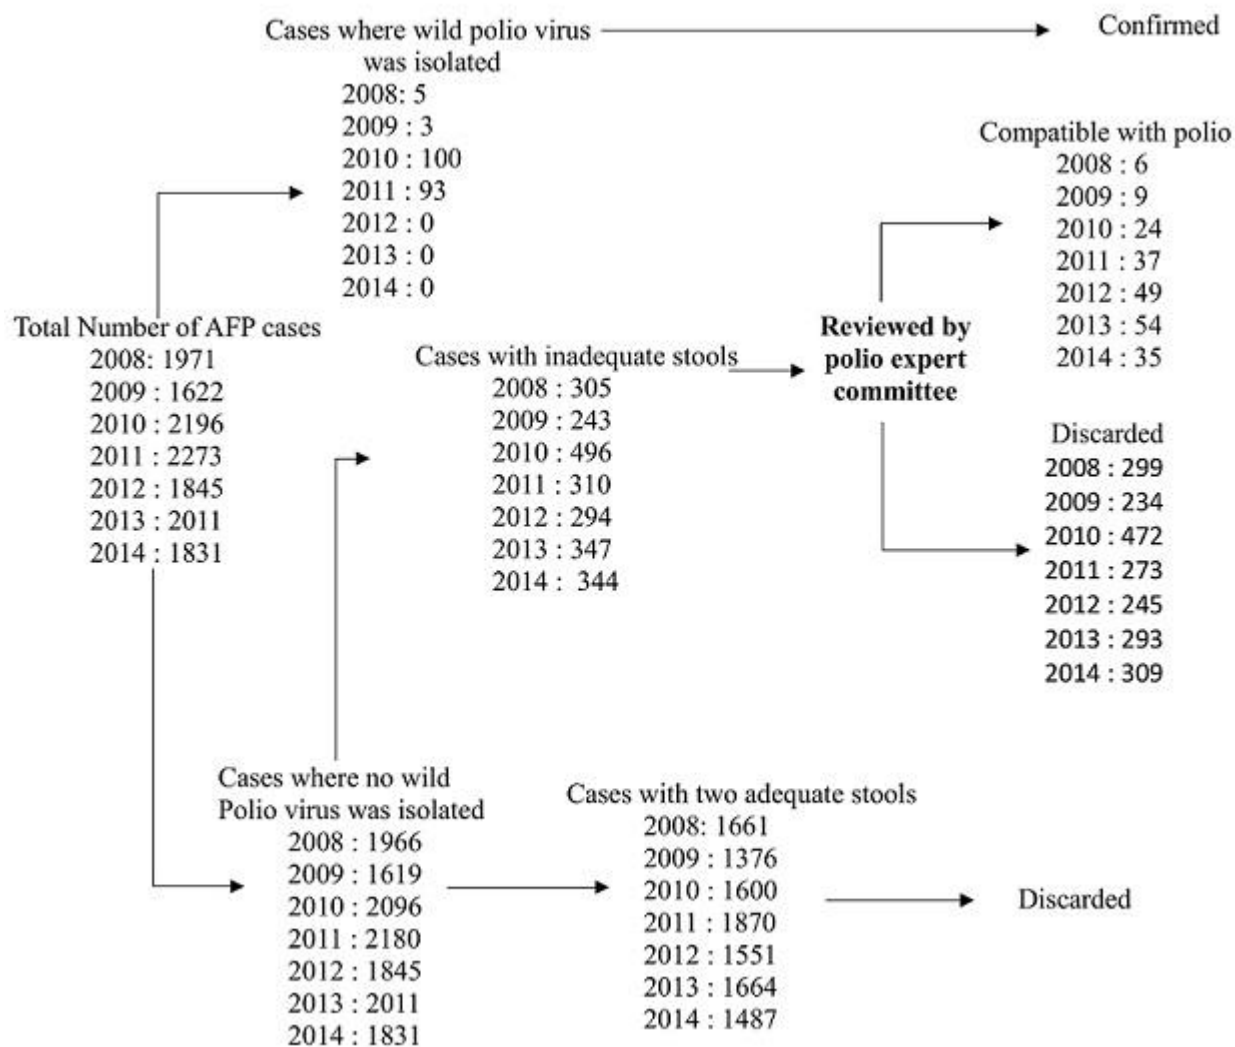 Cases where wild polio virus
was isolated
2008: 5
2009 : 3
2010 : 100
2011 : 93
2012 : 0
2013 : 0
2014 : 0
Confirmed
Total Number of AFP cases
2008: 1971
2009 : 1622
2010 : 2196
2011 : 2273
2012 : 1845
2013 : 2011
2014 : 1831
Cases with inadequate stools
2008 : 305
2009 : 243
2010 : 496
2011 : 310
2012 : 294
2013 : 347
2014 : 344
Reviewed by
polio expert
committee
Compatible with polio
2008 : 6
2009 : 9
2010 : 24
2011 : 37
2012 : 49
2013 : 54
2014 : 35
Discarded
2008 : 299
2009 : 234
2010 : 472
2011 : 273
2012 : 245
2013 : 293
2014 : 309
Cases where no wild
Polio virus was isolated
2008 : 1966
2009 : 1619
2010 : 2096
2011 : 2180
2012 : 1845
2013 : 2011
2014 : 1831
Cases with two adequate stools
2008: 1661
2009 : 1376
2010 : 1600
2011 : 1870
2012 : 1551
2013 : 1664
2014 : 1487
Discarded